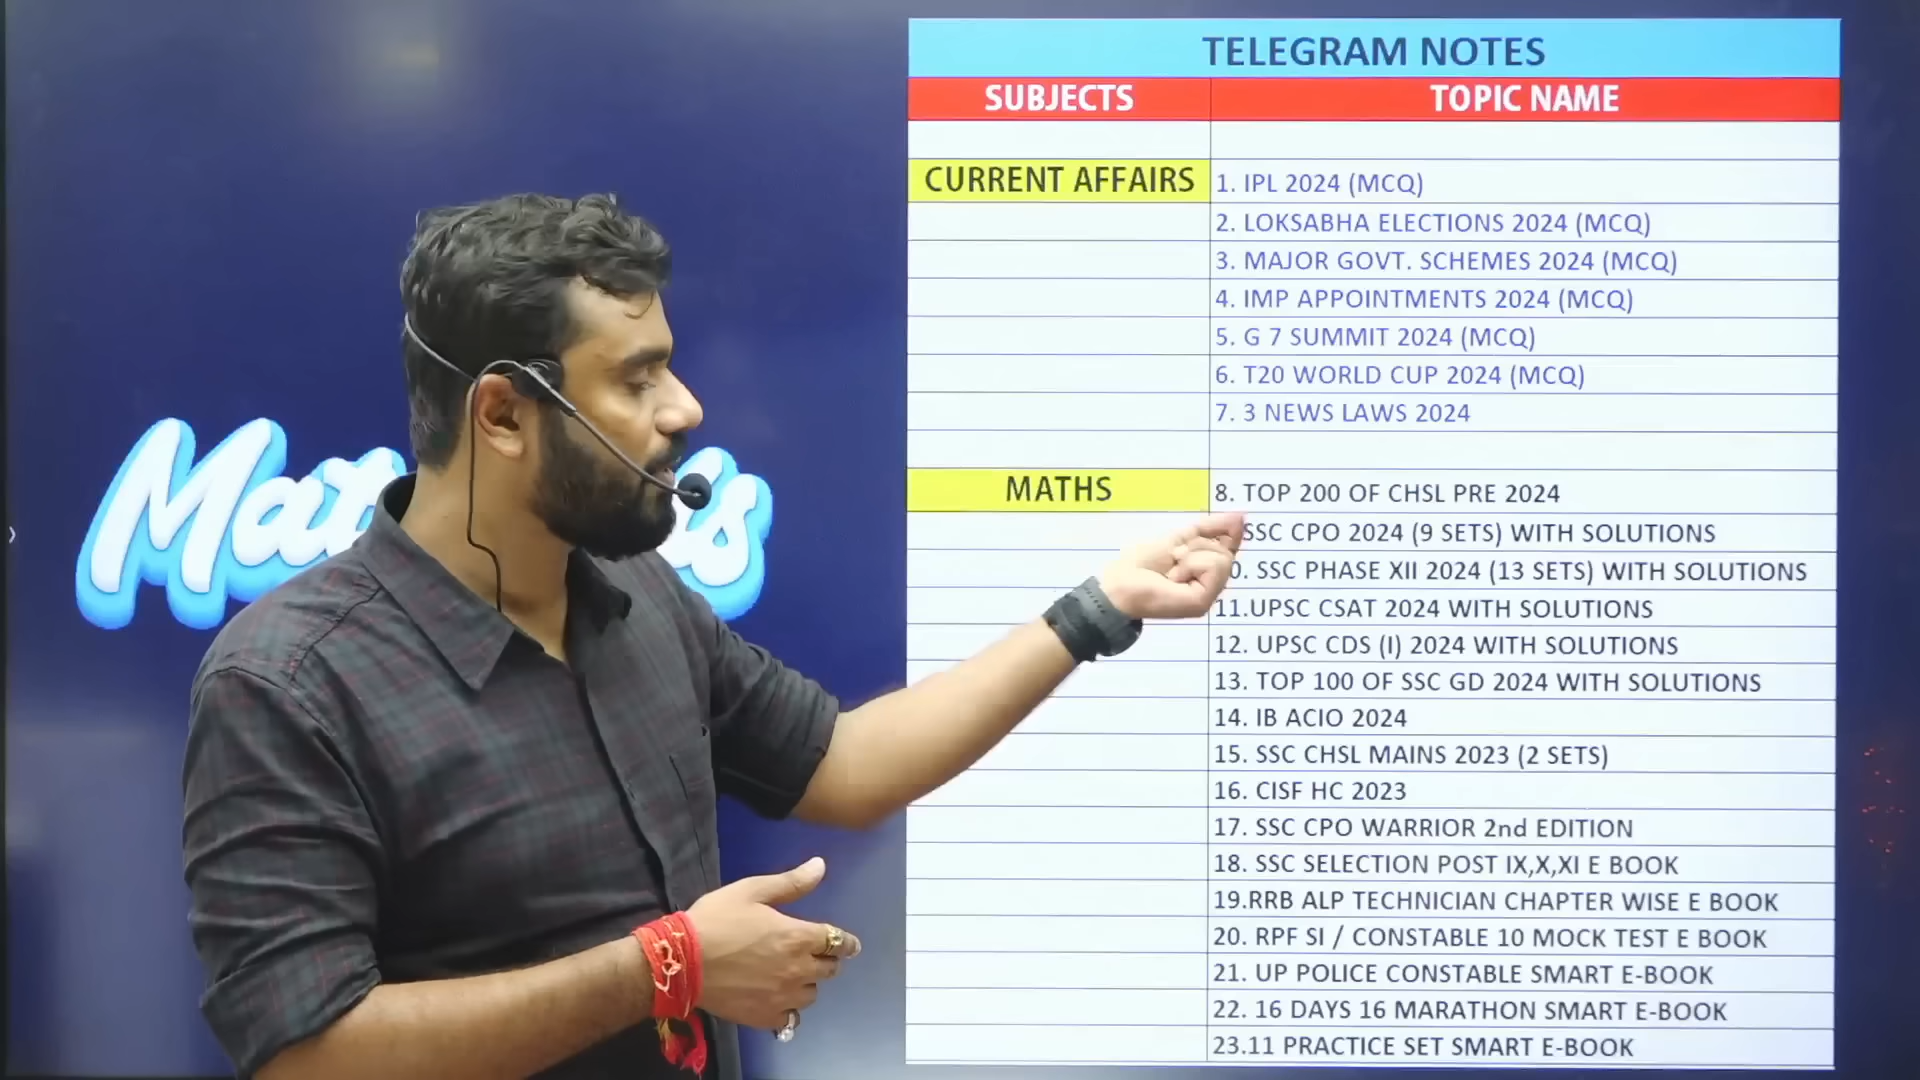 TELEGRAM NOTES
SUBJECTS TOPIC NAME
CURRENT AFFAIRS 1. IPL 2024 (MCQ)
2. LOKSABHA ELECTIONS 2024 (MCQ)
3. MAJOR GOVT. SCHEMES 2024 (MCQ)
4. IMP APPOINTMENTS 2024 (MCQ)
5. G 7 SUMMIT 2024 (MCQ)
6. T20 WORLD CUP 2024 (MCQ)
7. 3 NEWS LAWS 2024
MATHS 8. TOP 200 OF CHSL PRE 2024
SSC CPO 2024 (9 SETS) WITH SOLUTIONS
0. SSC PHASE XII 2024 (13 SETS) WITH SOLUTIONS
11.UPSC CSAT 2024 WITH SOLUTIONS
12. UPSC CDS (I) 2024 WITH SOLUTIONS
13. TOP 100 OF SSC GD 2024 WITH SOLUTIONS
14. IB ACIO 2024
15. SSC CHSL MAINS 2023 (2 SETS)
16. CISF HC 2023
17. SSC CPO WARRIOR 2nd EDITION
18. SSC SELECTION POST IX,X,XI E BOOK
19.RRB ALP TECHNICIAN CHAPTER WISE E BOOK
20. RPF SI / CONSTABLE 10 MOCK TEST E BOOK
21. UP POLICE CONSTABLE SMART E-BOOK
22. 16 DAYS 16 MARATHON SMART E-BOOK
23.11 PRACTICE SET SMART E-BOOK